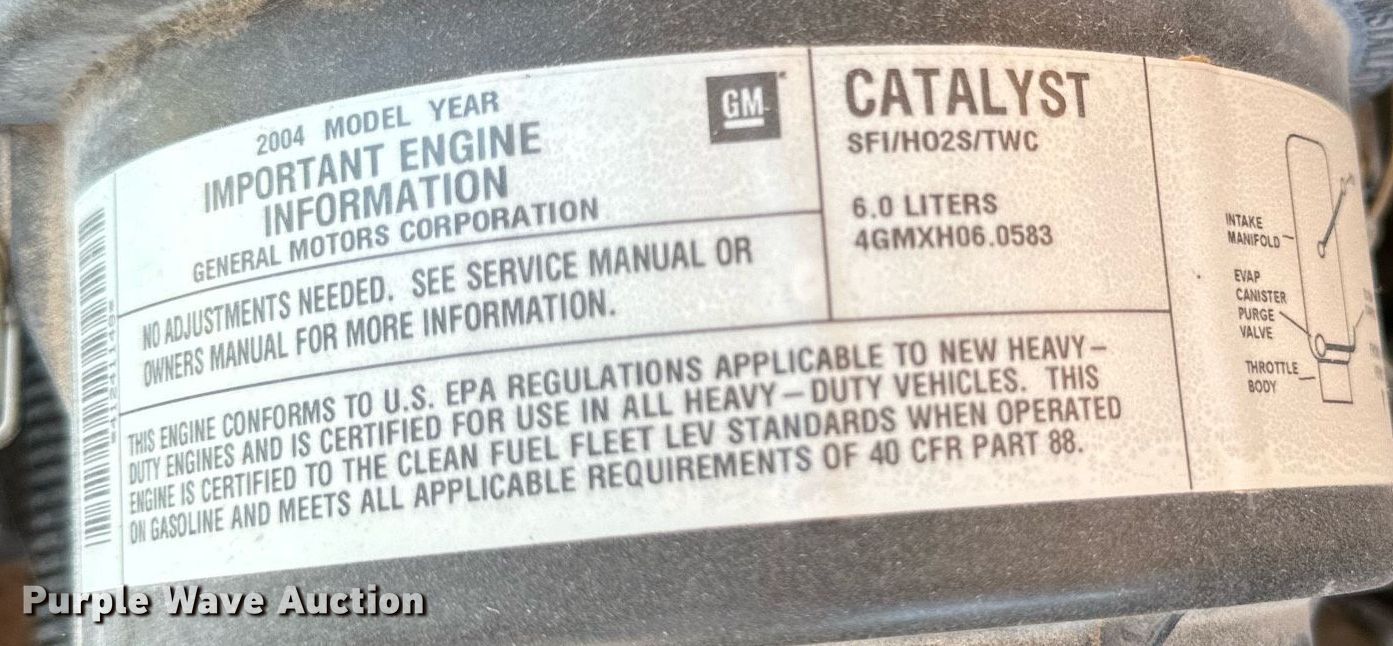 2004 MODEL YEAR
IMPORTANT ENGINE
INFORMATION
GENERAL MOTORS CORPORATION
GM
NO ADJUSTMENTS NEEDED. SEE SERVICE MANUAL OR
OWNERS MANUAL FOR MORE INFORMATION.
THIS ENGINE CONFORMS TO U.S. EPA REGULATIONS APPLICABLE TO NEW HEAVY-
DUTY ENGINES AND IS CERTIFIED FOR USE IN ALL HEAVY-DUTY VEHICLES. THIS
ENGINE IS CERTIFIED TO THE CLEAN FUEL FLEET LEV STANDARDS WHEN OPERATED
ON GASOLINE AND MEETS ALL APPLICABLE REQUIREMENTS OF 40 CFR PART 88.
CATALYST
SFI/HO2S/TWC
6.0 LITERS
4GMXH06.0583
INTAKE
MANIFOLD
EVAP
CANISTER
PURGE
VALVE
THROTTLE
BODY
Purple Wave Auction